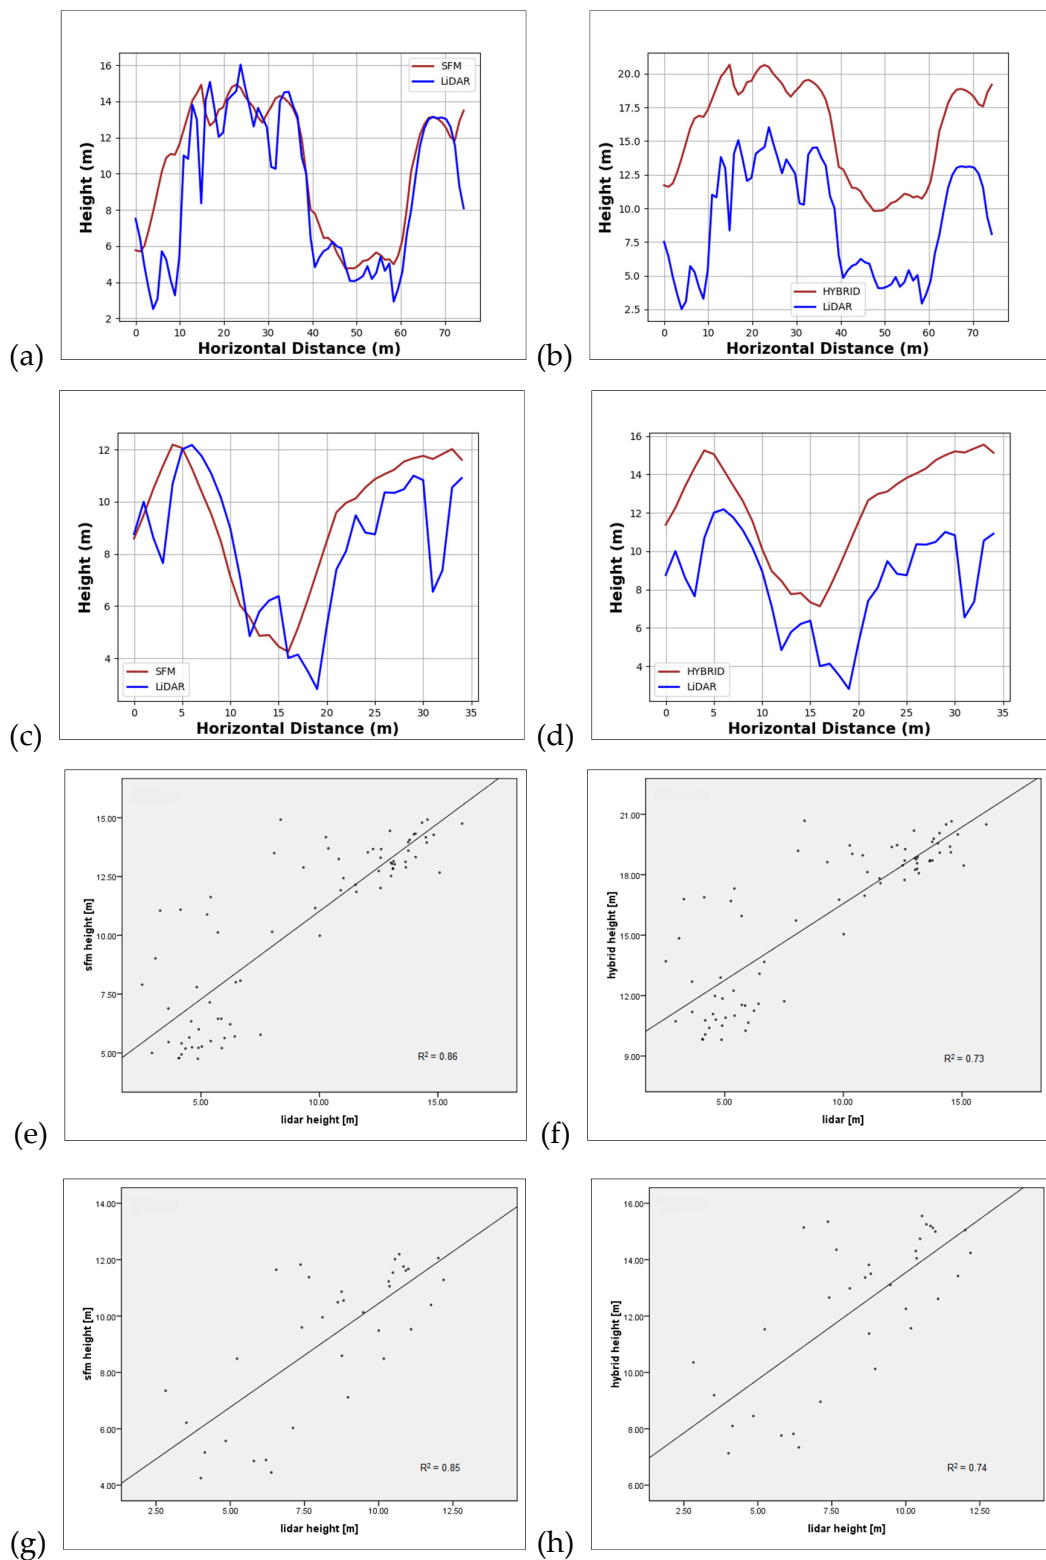 (a)
SFM
LiDAR
16
14
12
10
8
6
4
2
Height (m)
0 10 20 30 40 50 60 70
Horizontal Distance (m)
(b)
HYBRID
LiDAR
20.0
17.5
15.0
12.5
10.0
7.5
5.0
2.5
Height (m)
0 10 20 30 40 50 60 70
Horizontal Distance (m)
(c)
SFM
LiDAR
12
10
8
6
4
Height (m)
0 5 10 15 20 25 30 35
Horizontal Distance (m)
(d)
HYBRID
LiDAR
16
14
12
10
8
6
4
Height (m)
0 5 10 15 20 25 30 35
Horizontal Distance (m)
(e)
15.00
12.50
10.00
7.50
5.00
sfm height [m]
R² = 0.86
5.00 10.00 15.00
lidar height [m]
(f)
21.00
18.00
15.00
12.00
9.00
hybrid height [m]
R² = 0.73
5.00 10.00 15.00
lidar [m]
(g)
14.00
12.00
10.00
8.00
6.00
4.00
sfm height [m]
R² = 0.85
2.50 5.00 7.50 10.00 12.50
lidar height [m]
(h)
16.00
14.00
12.00
10.00
8.00
6.00
hybrid height [m]
R² = 0.74
2.50 5.00 7.50 10.00 12.50
lidar height [m]